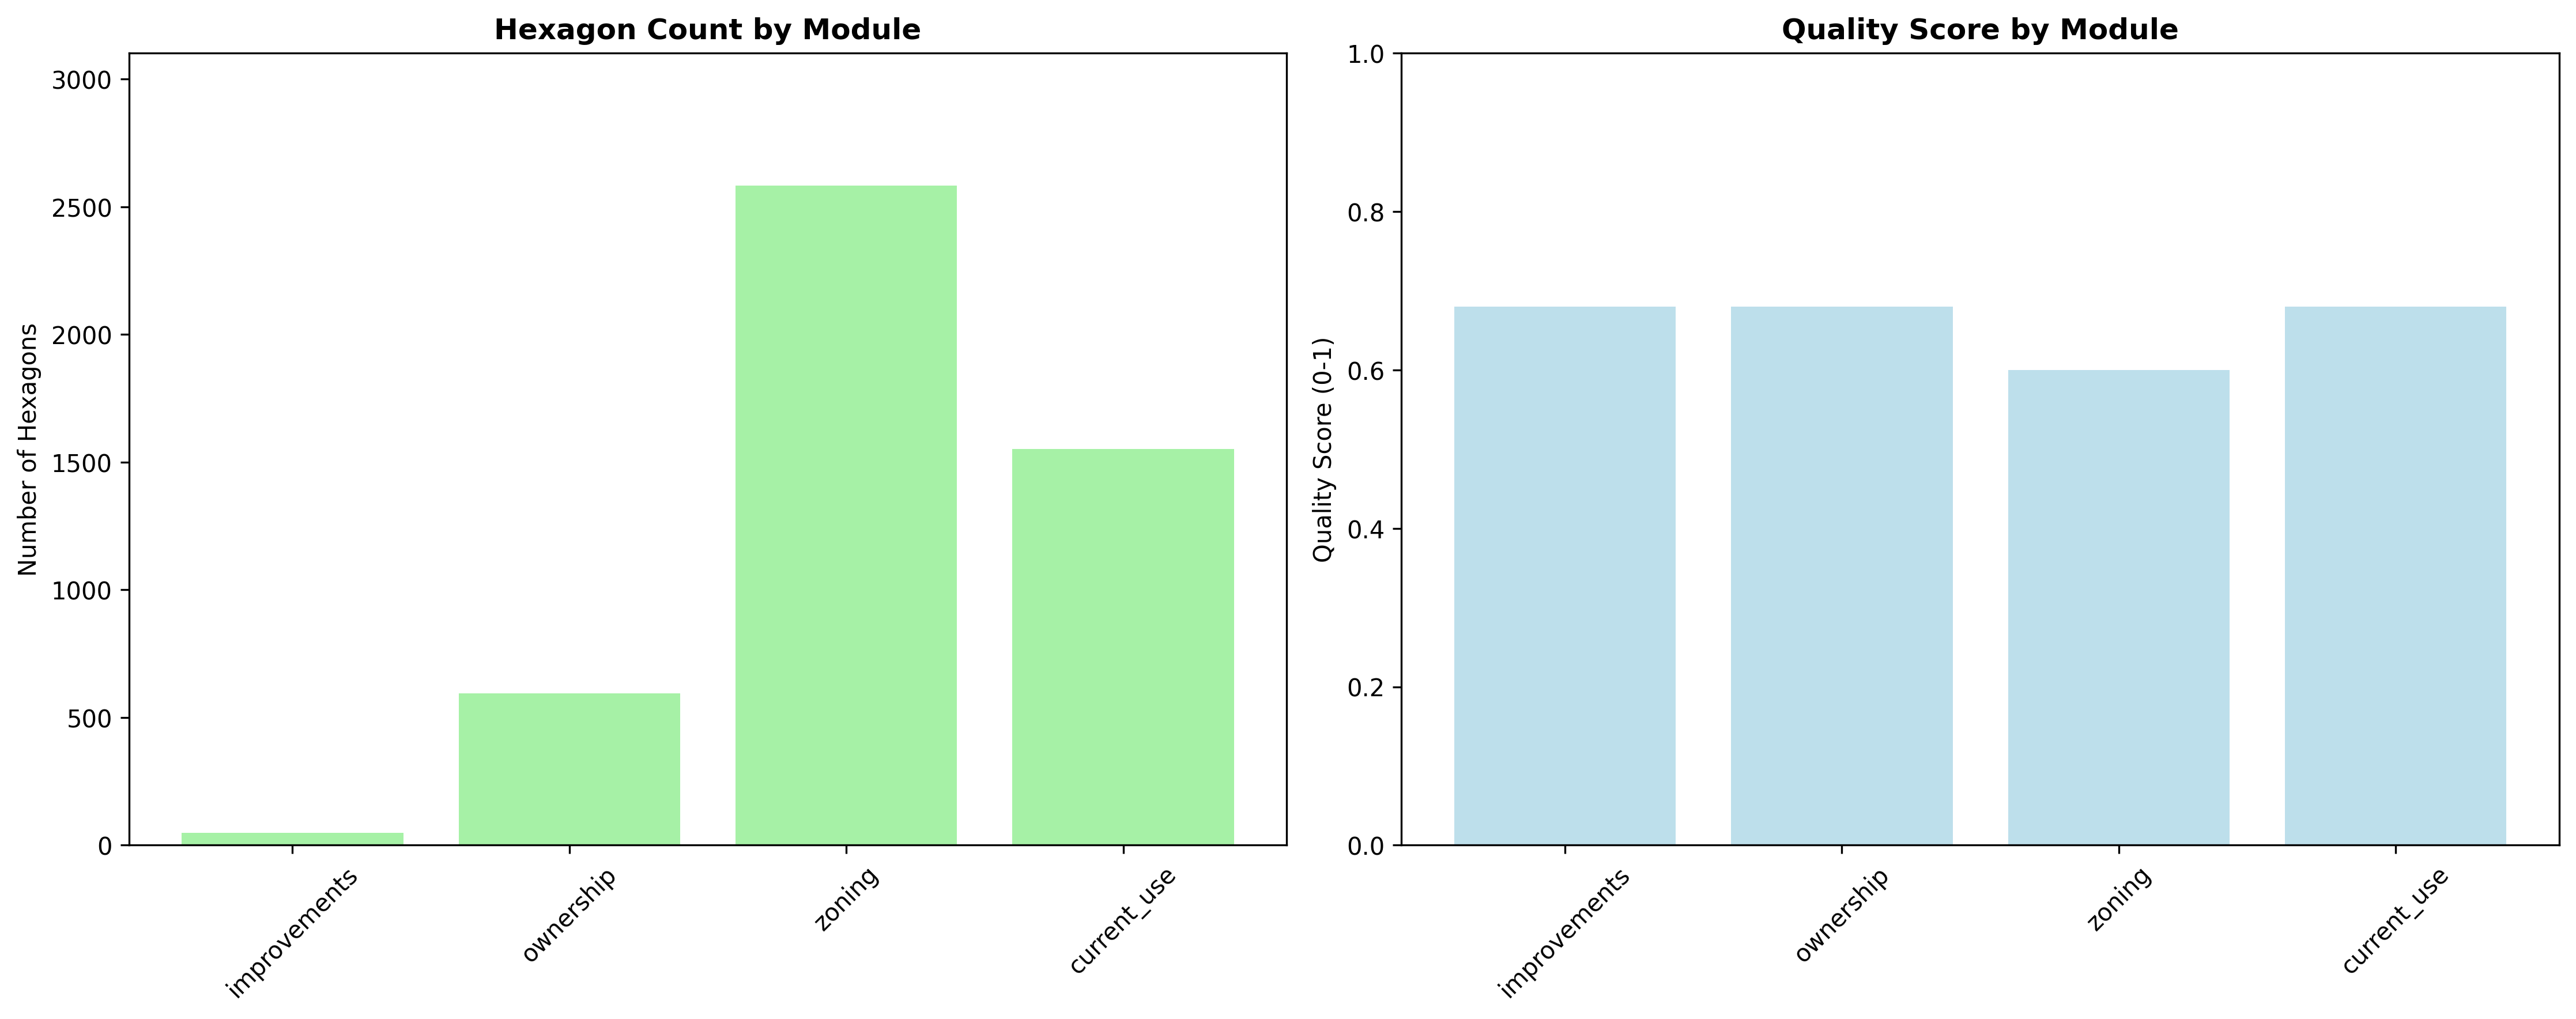 Hexagon Count by Module
Number of Hexagons
3000
2500
2000
1500
1000
500
0
improvements
ownership
zoning
current_use
Quality Score by Module
Quality Score (0-1)
1.0
0.8
0.6
0.4
0.2
0.0
improvements
ownership
zoning
current_use